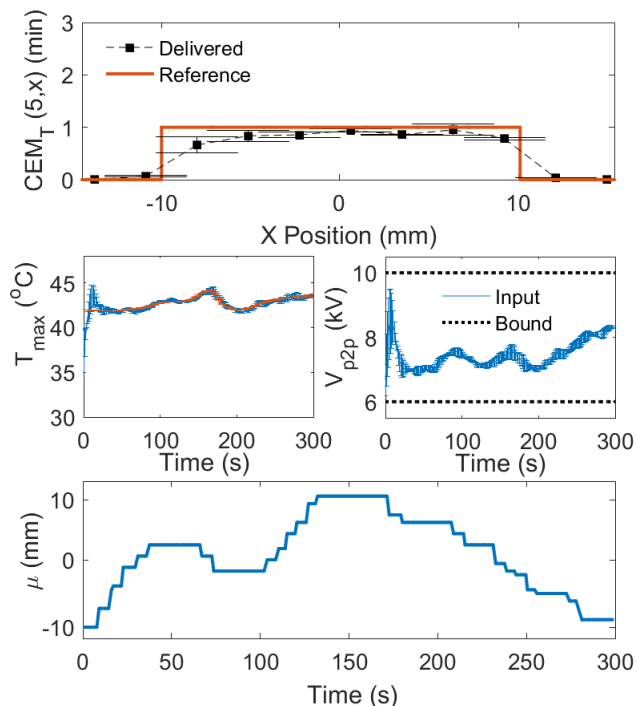 CEM_T (5,x) (min)
3
2
1
0
Delivered
Reference
-10
0
10
X Position (mm)
T_max (°C)
45
40
35
30
0
100
200
300
Time (s)
V_p2p (kV)
10
8
6
Input
Bound
0
100
200
300
Time (s)
μ (mm)
10
0
-10
0
50
100
150
200
250
300
Time (s)